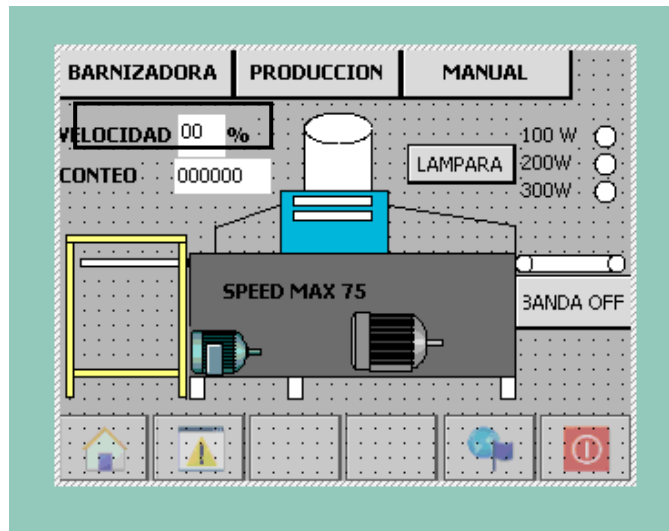 BARNIZADORA PRODUCCION MANUAL
VELOCIDAD 00 %
CONTEO 000000
LAMPARA
100 W
200W
300W
SPEED MAX 75
BANDA OFF